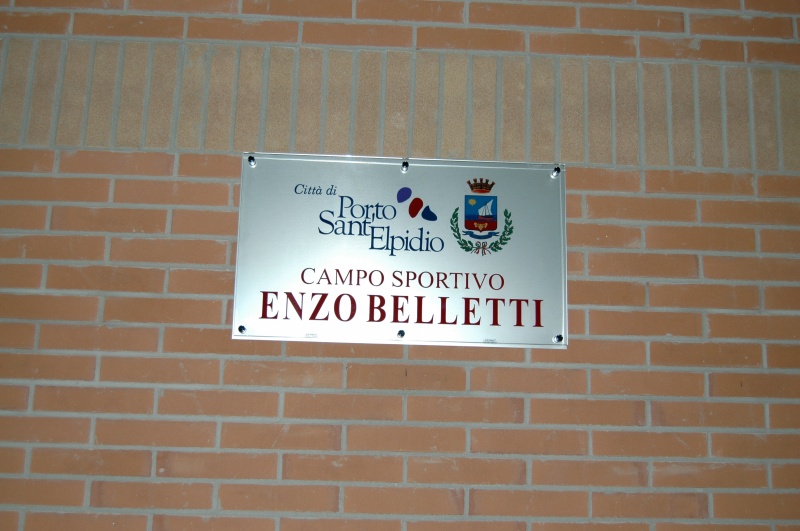 Città di
Porto
Sant Elpidio
CAMPO SPORTIVO
ENZO BELLETTI